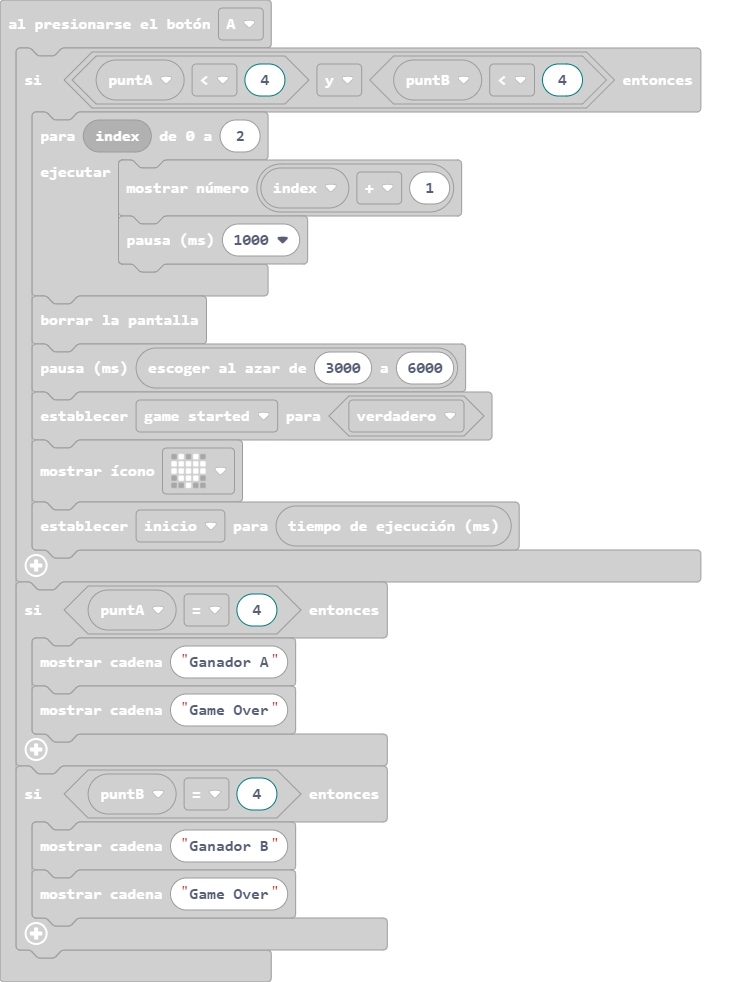 al presionarse el botón A
si puntA < 4 y puntB < 4 entonces
para index de 0 a 2
ejecutar
mostrar número index + 1
pausa (ms) 1000
borrar la pantalla
pausa (ms) escoger al azar de 3000 a 6000
establecer game started para verdadero
mostrar ícono
establecer inicio para tiempo de ejecución (ms)
si puntA = 4 entonces
mostrar cadena "Ganador A"
mostrar cadena "Game Over"
si puntB = 4 entonces
mostrar cadena "Ganador B"
mostrar cadena "Game Over"